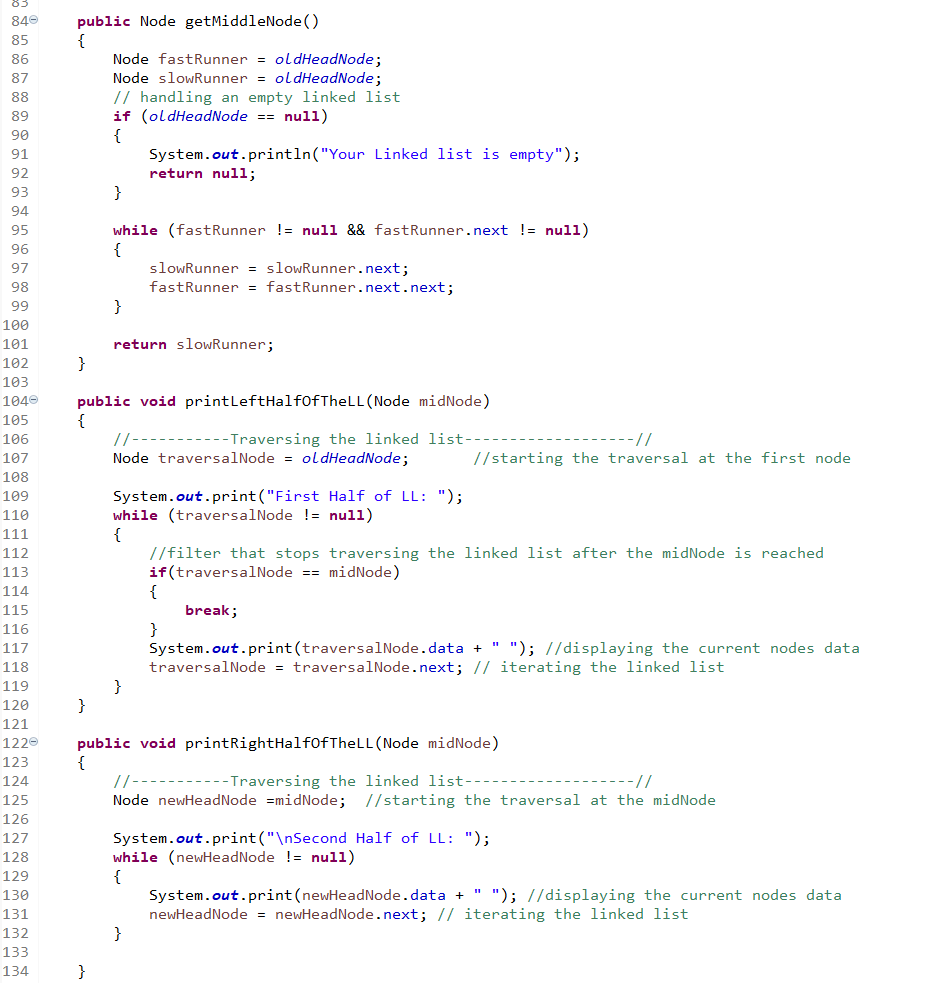 83
84 public Node getMiddleNode()
85 {
86 Node fastRunner = oldHeadNode;
87 Node slowRunner = oldHeadNode;
88 // handling an empty linked list
89 if (oldHeadNode == null)
90 {
91 System.out.println("Your Linked list is empty");
92 return null;
93 }
94
95 while (fastRunner != null && fastRunner.next != null)
96 {
97 slowRunner = slowRunner.next;
98 fastRunner = fastRunner.next.next;
99 }
100
101 return slowRunner;
102 }
103
104 public void printLeftHalfOfTheLL(Node midNode)
105 {
106 //-----------Traversing the linked list-------------------//
107 Node traversalNode = oldHeadNode; //starting the traversal at the first node
108
109 System.out.print("First Half of LL: ");
110 while (traversalNode != null)
111 {
112 //filter that stops traversing the linked list after the midNode is reached
113 if(traversalNode == midNode)
114 {
115 break;
116 }
117 System.out.print(traversalNode.data + " "); //displaying the current nodes data
118 traversalNode = traversalNode.next; // iterating the linked list
119 }
120 }
121
122 public void printRightHalfOfTheLL(Node midNode)
123 {
124 //-----------Traversing the linked list-------------------//
125 Node newHeadNode =midNode; //starting the traversal at the midNode
126
127 System.out.print("\nSecond Half of LL: ");
128 while (newHeadNode != null)
129 {
130 System.out.print(newHeadNode.data + " "); //displaying the current nodes data
131 newHeadNode = newHeadNode.next; // iterating the linked list
132 }
133
134 }